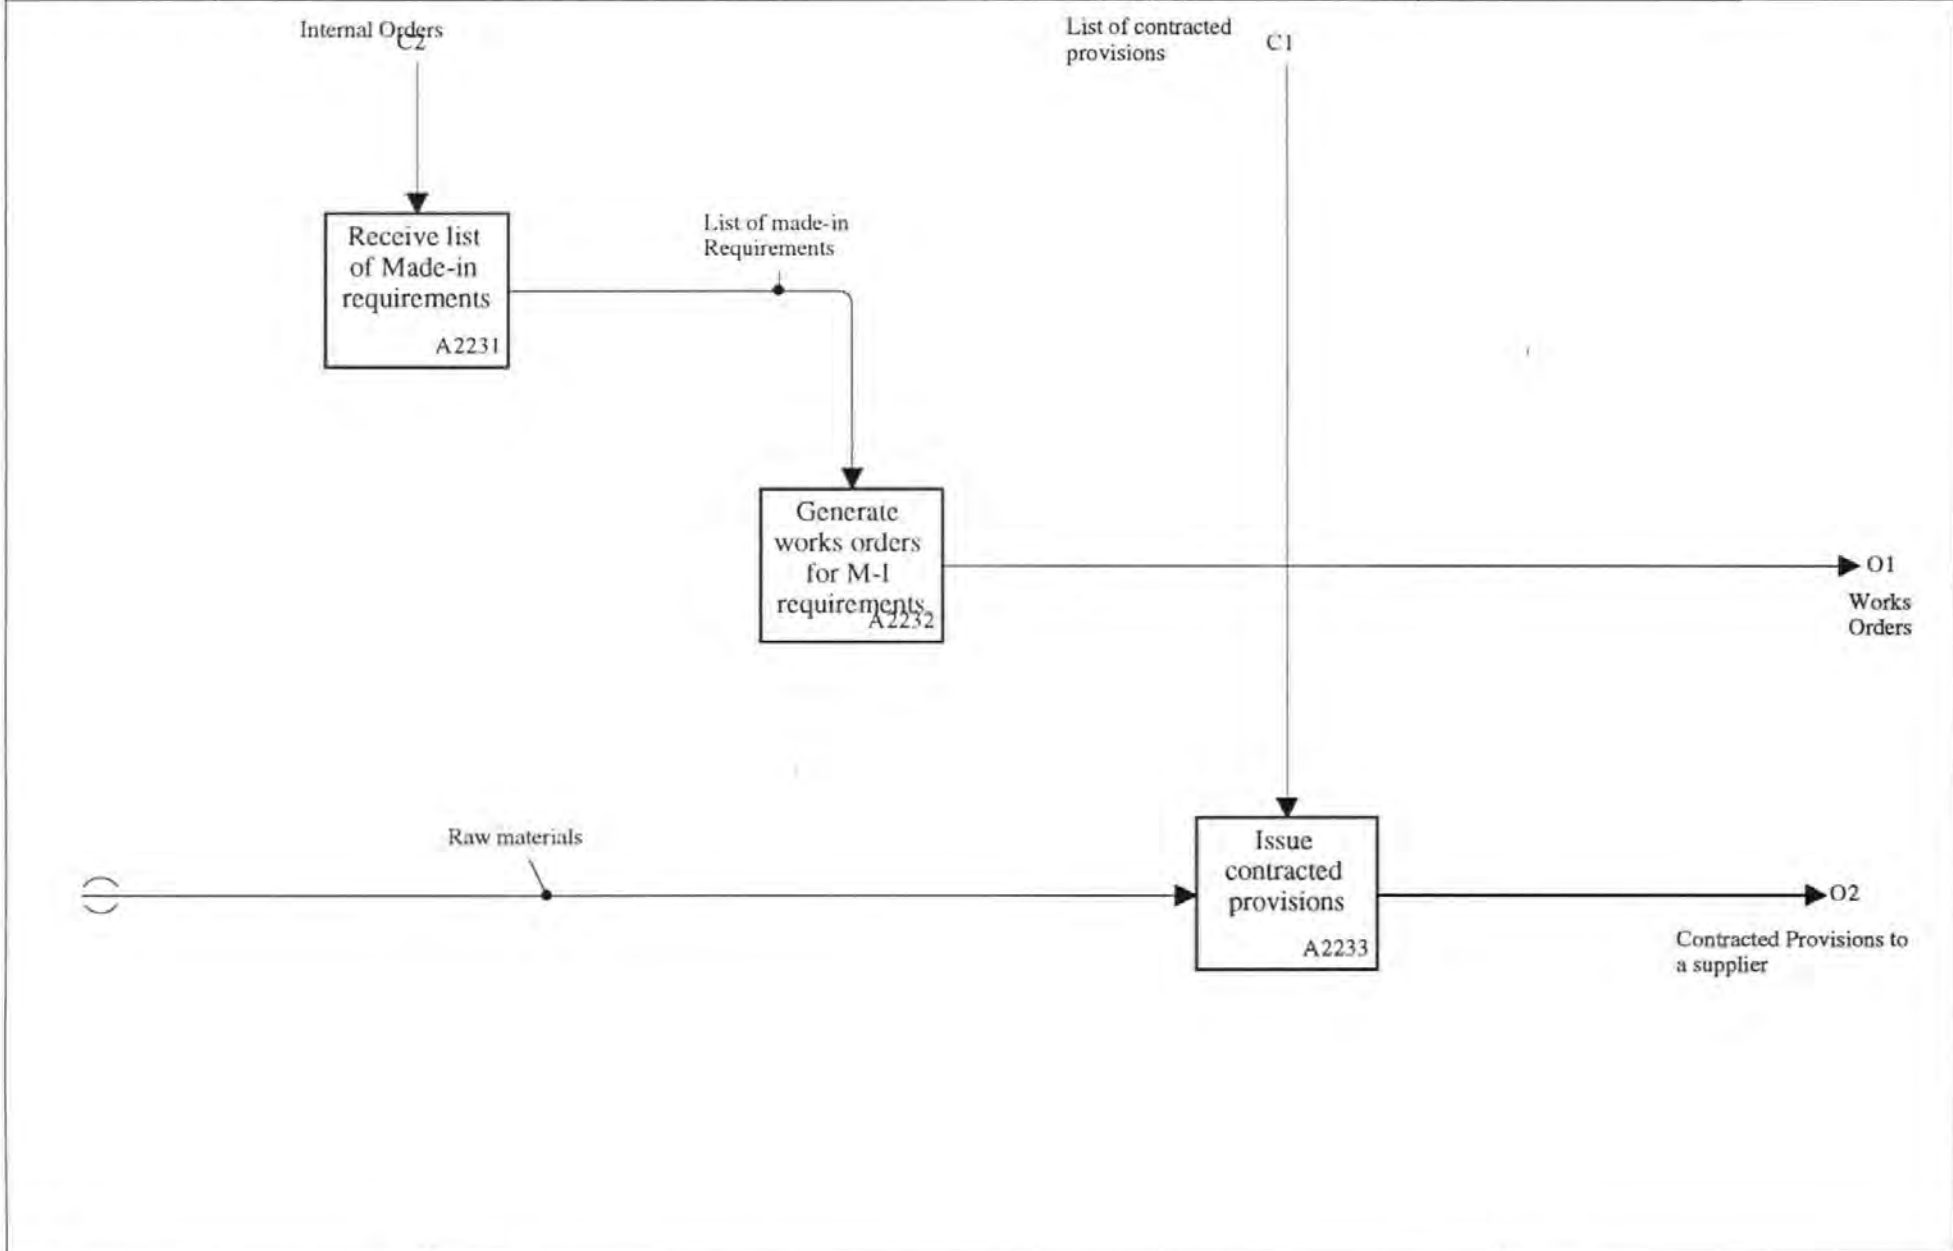 Internal Orders
C2
List of contracted
provisions
C1
Receive list
of Made-in
requirements
A2231
List of made-in
Requirements
Generate
works orders
for M-I
requirements
A2232
O1
Works
Orders
Raw materials
Issue
contracted
provisions
A2233
O2
Contracted Provisions to
a supplier